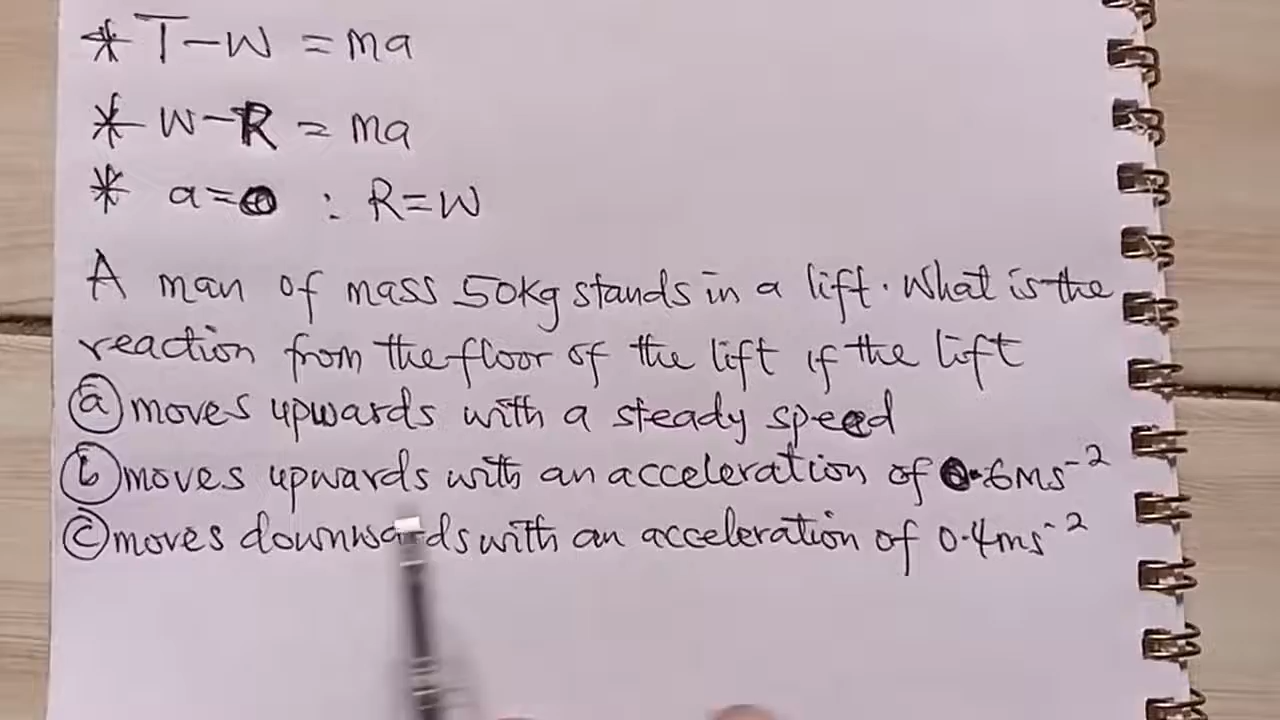 * T-W = ma
* W-R = ma
* a=0 : R=W
A man of mass 50kg stands in a lift. What is the
reaction from the floor of the lift if the lift
(a) moves upwards with a steady speed
(b) moves upwards with an acceleration of 0.6ms⁻²
(c) moves downwards with an acceleration of 0.4ms⁻²